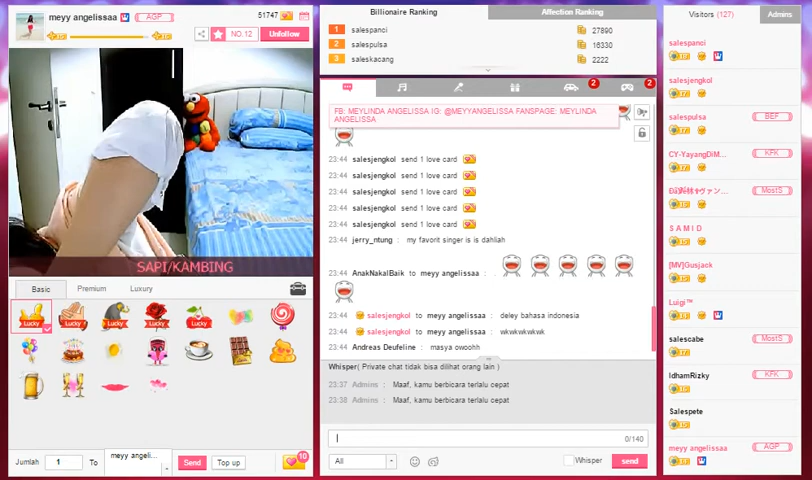 meyy angelissaa
AGP
51747
NO.12
Unfollow
SAPI/KAMBING
Basic
Premium
Luxury
Lucky
Lucky
Lucky
Lucky
Lucky
Jumlah
1
To
meyy angeli...
Send
Top up
10
Billionaire Ranking
Affection Ranking
1
salespanci
27890
2
salespulsa
16330
3
saleskacang
2222
2
2
FB: MEYLINDA ANGELISSA IG: @MEYYANGELISSA FANSPAGE: MEYLINDA
ANGELISSA
23:44 salesjengkol send 1 love card
23:44 salesjengkol send 1 love card
23:44 salesjengkol send 1 love card
23:44 salesjengkol send 1 love card
23:44 salesjengkol send 1 love card
23:44 jerry_ntung : my favorit singer is is dahliah
23:44 AnakNakalBaik to meyy angelissaa : .
23:44 salesjengkol to meyy angelissaa : deley bahasa indonesia
23:44 salesjengkol to meyy angelissaa : wkwkwkwkwk
23:44 Andreas Deufeline : masya owoohh
Whisper( Private chat tidak bisa dilihat orang lain )
23:37 Admins : Maaf, kamu berbicara terlalu cepat
23:38 Admins : Maaf, kamu berbicara terlalu cepat
0/140
All
Whisper
send
Visitors (127)
Admins
salespanci
salesjengkol
salespulsa
BEF
CY-YayangDiM...
KFK
MostS
S A M I D
[MV]Gusjack
Luigi™
salescabe
MostS
IdhamRizky
KFK
Salespete
meyy angelissaa
AGP